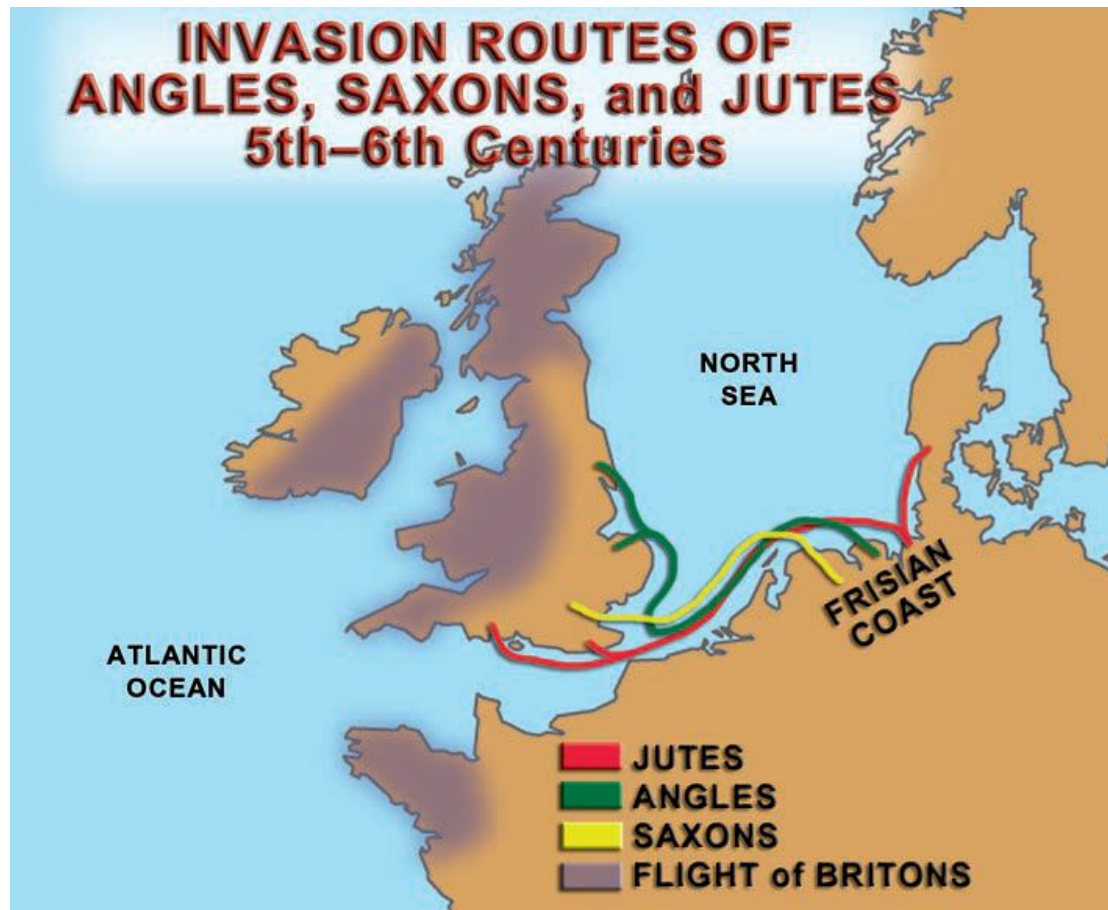 INVASION ROUTES OF
ANGLES, SAXONS, and JUTES
5th–6th Centuries
NORTH
SEA
FRISIAN
COAST
ATLANTIC
OCEAN
JUTES
ANGLES
SAXONS
FLIGHT of BRITONS